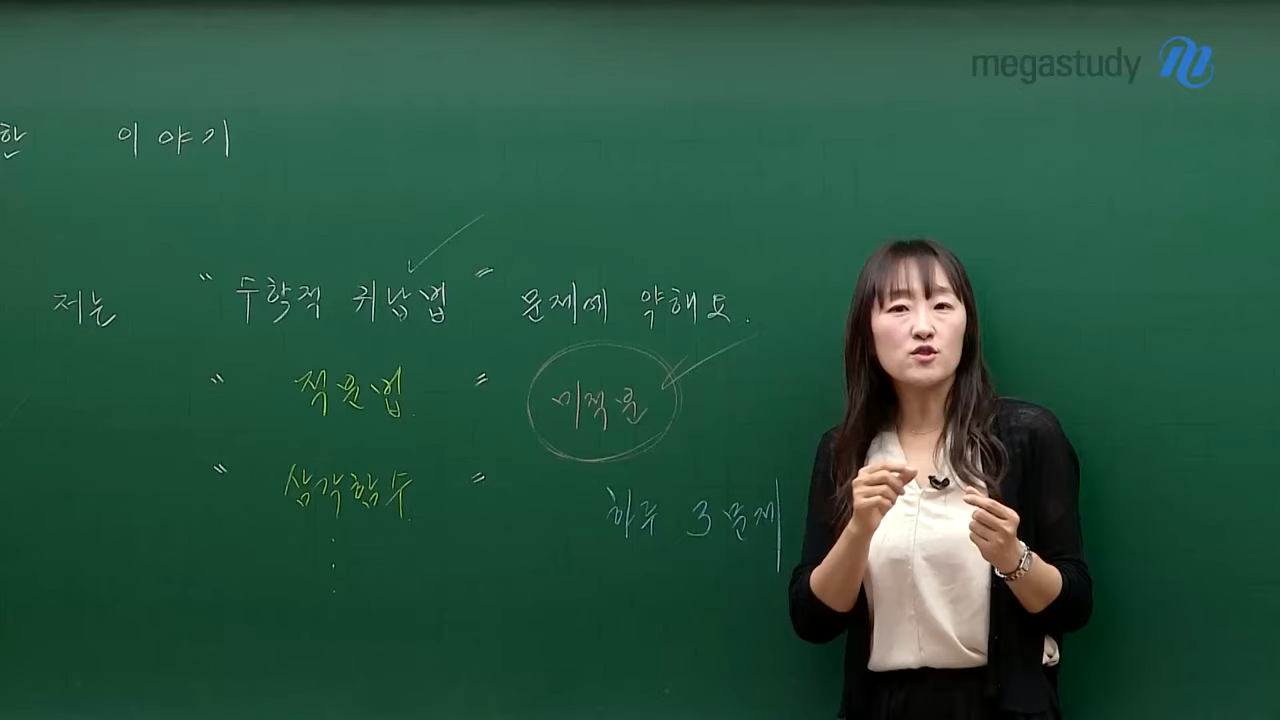 megastudy
한 이야기
저는 " 수학적 귀납법 " 문제에 약해요.
" 적분법. " 미적분
" 삼각함수. "
하루 3문제